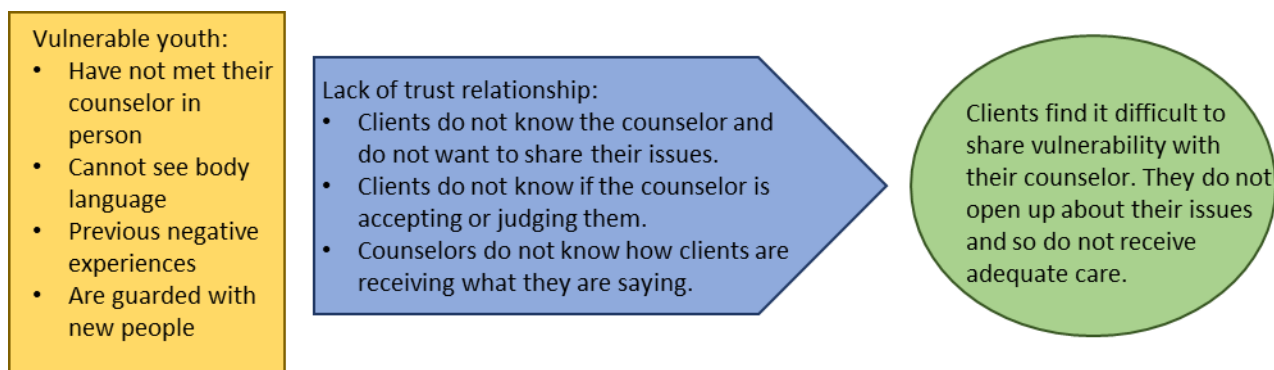 Vulnerable youth:
• Have not met their
counselor in
person
• Cannot see body
language
• Previous negative
experiences
• Are guarded with
new people
Lack of trust relationship:
• Clients do not know the counselor and
do not want to share their issues.
• Clients do not know if the counselor is
accepting or judging them.
• Counselors do not know how clients are
receiving what they are saying.
Clients find it difficult to
share vulnerability with
their counselor. They do not
open up about their issues
and so do not receive
adequate care.